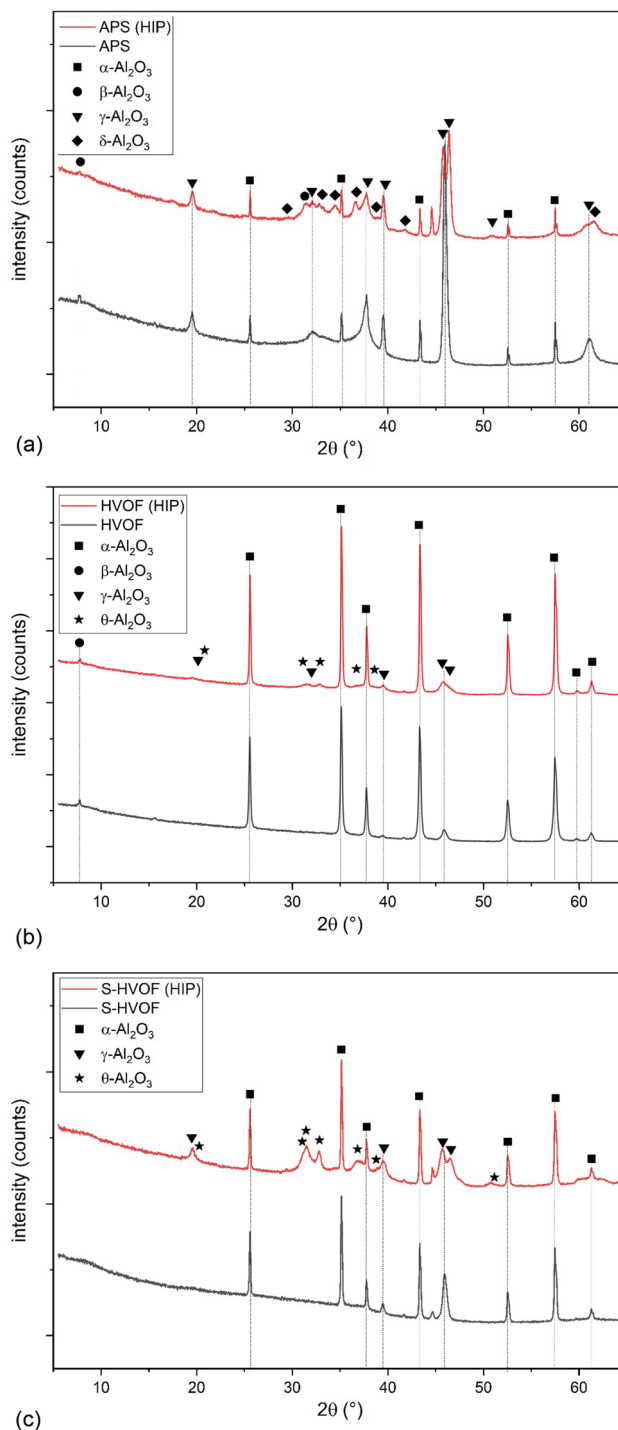 APS (HIP)
APS
α-Al₂O₃
β-Al₂O₃
γ-Al₂O₃
δ-Al₂O₃
intensity (counts)
10 20 30 40 50 60
2θ (°)
(a)
HVOF (HIP)
HVOF
α-Al₂O₃
β-Al₂O₃
γ-Al₂O₃
θ-Al₂O₃
intensity (counts)
10 20 30 40 50 60
2θ (°)
(b)
S-HVOF (HIP)
S-HVOF
α-Al₂O₃
γ-Al₂O₃
θ-Al₂O₃
intensity (counts)
10 20 30 40 50 60
2θ (°)
(c)